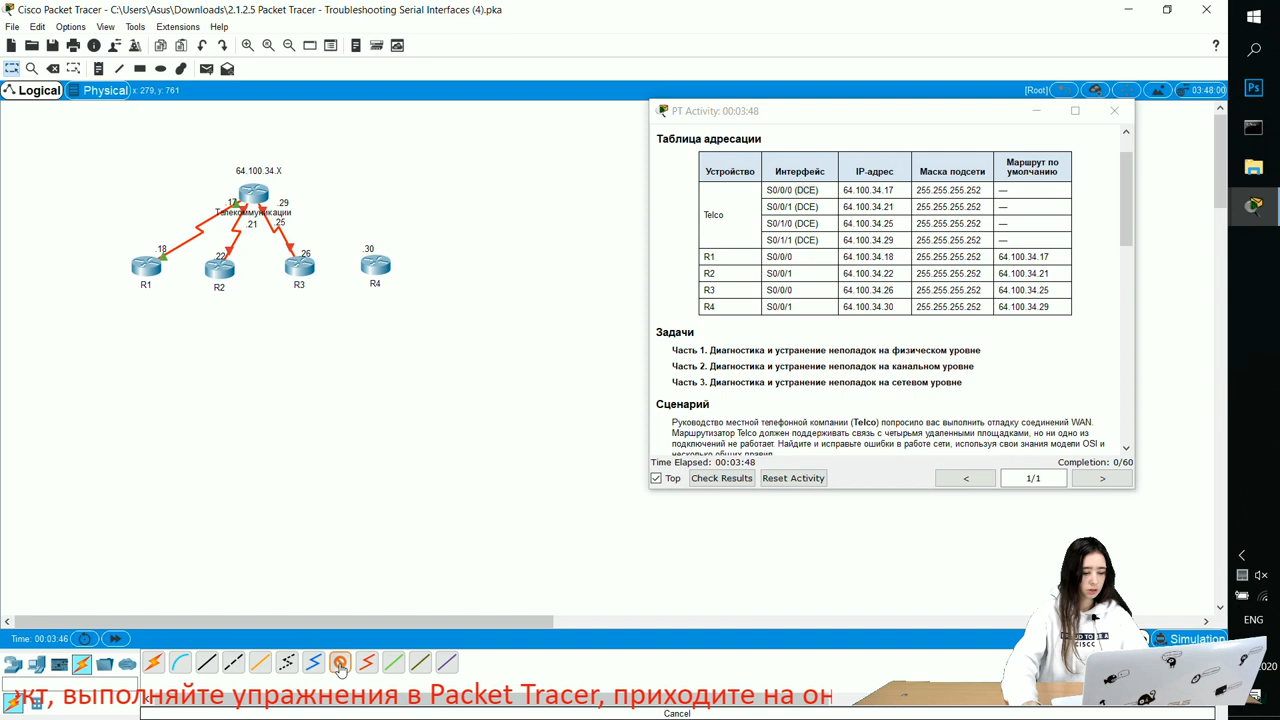 Cisco Packet Tracer - C:\Users\Asus\Downloads\2.1.2.5 Packet Tracer - Troubleshooting Serial Interfaces (4).pka
File Edit Options View Tools Extensions Help
Logical Physical x: 279, y: 761 [Root] 03:48:00
PT Activity: 00:03:48
Таблица адресации
Устройство Интерфейс IP-адрес Маска подсети Маршрут по умолчанию
Telco S0/0/0 (DCE) 64.100.34.17 255.255.255.252 —
S0/0/1 (DCE) 64.100.34.21 255.255.255.252 —
S0/1/0 (DCE) 64.100.34.25 255.255.255.252 —
S0/1/1 (DCE) 64.100.34.29 255.255.255.252 —
R1 S0/0/0 64.100.34.18 255.255.255.252 64.100.34.17
R2 S0/0/1 64.100.34.22 255.255.255.252 64.100.34.21
R3 S0/0/0 64.100.34.26 255.255.255.252 64.100.34.25
R4 S0/0/1 64.100.34.30 255.255.255.252 64.100.34.29
Задачи
Часть 1. Диагностика и устранение неполадок на физическом уровне
Часть 2. Диагностика и устранение неполадок на канальном уровне
Часть 3. Диагностика и устранение неполадок на сетевом уровне
Сценарий
Руководство местной телефонной компании (Telco) попросило вас выполнить отладку соединений WAN.
Маршрутизатор Telco должен поддерживать связь с четырьмя удаленными площадками, но ни одно из
подключений не работает. Найдите и исправьте ошибки в работе сети, используя свои знания модели OSI и
несколько общих правил.
Time Elapsed: 00:03:48 Completion: 0/60
Top Check Results Reset Activity < 1/1 >
64.100.34.X
.17 .29
Телекоммуникации
.21 .25
.18 .22 .26 .30
R1 R2 R3 R4
Time: 00:03:46 Simulation
кт, выполняйте упражнения в Packet Tracer, приходите на он
Cancel
Ps
ENG
CISCO